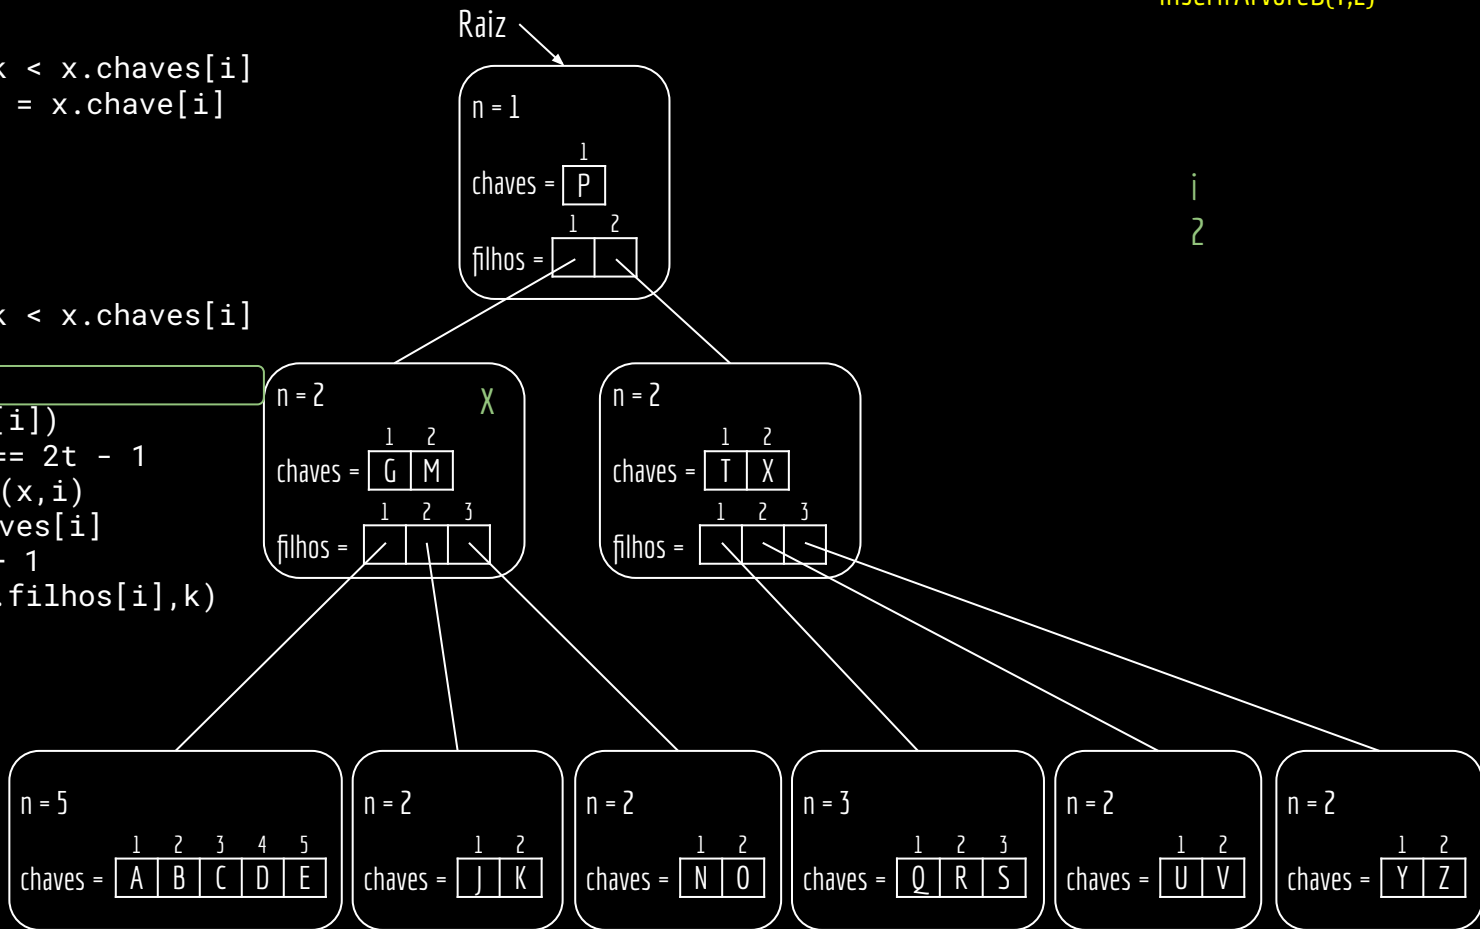 Raiz
k < x.chaves[i]
= x.chave[i]
k < x.chaves[i]
[i])
== 2t - 1
(x,i)
ves[i]
- 1
.filhos[i],k)
i
2
n = 1
1
chaves = P
1 2
filhos =
n = 2 X
1 2
chaves = G M
1 2 3
filhos =
n = 2
1 2
chaves = T X
1 2 3
filhos =
n = 5
1 2 3 4 5
chaves = A B C D E
n = 2
1 2
chaves = J K
n = 2
1 2
chaves = N O
n = 3
1 2 3
chaves = Q R S
n = 2
1 2
chaves = U V
n = 2
1 2
chaves = Y Z